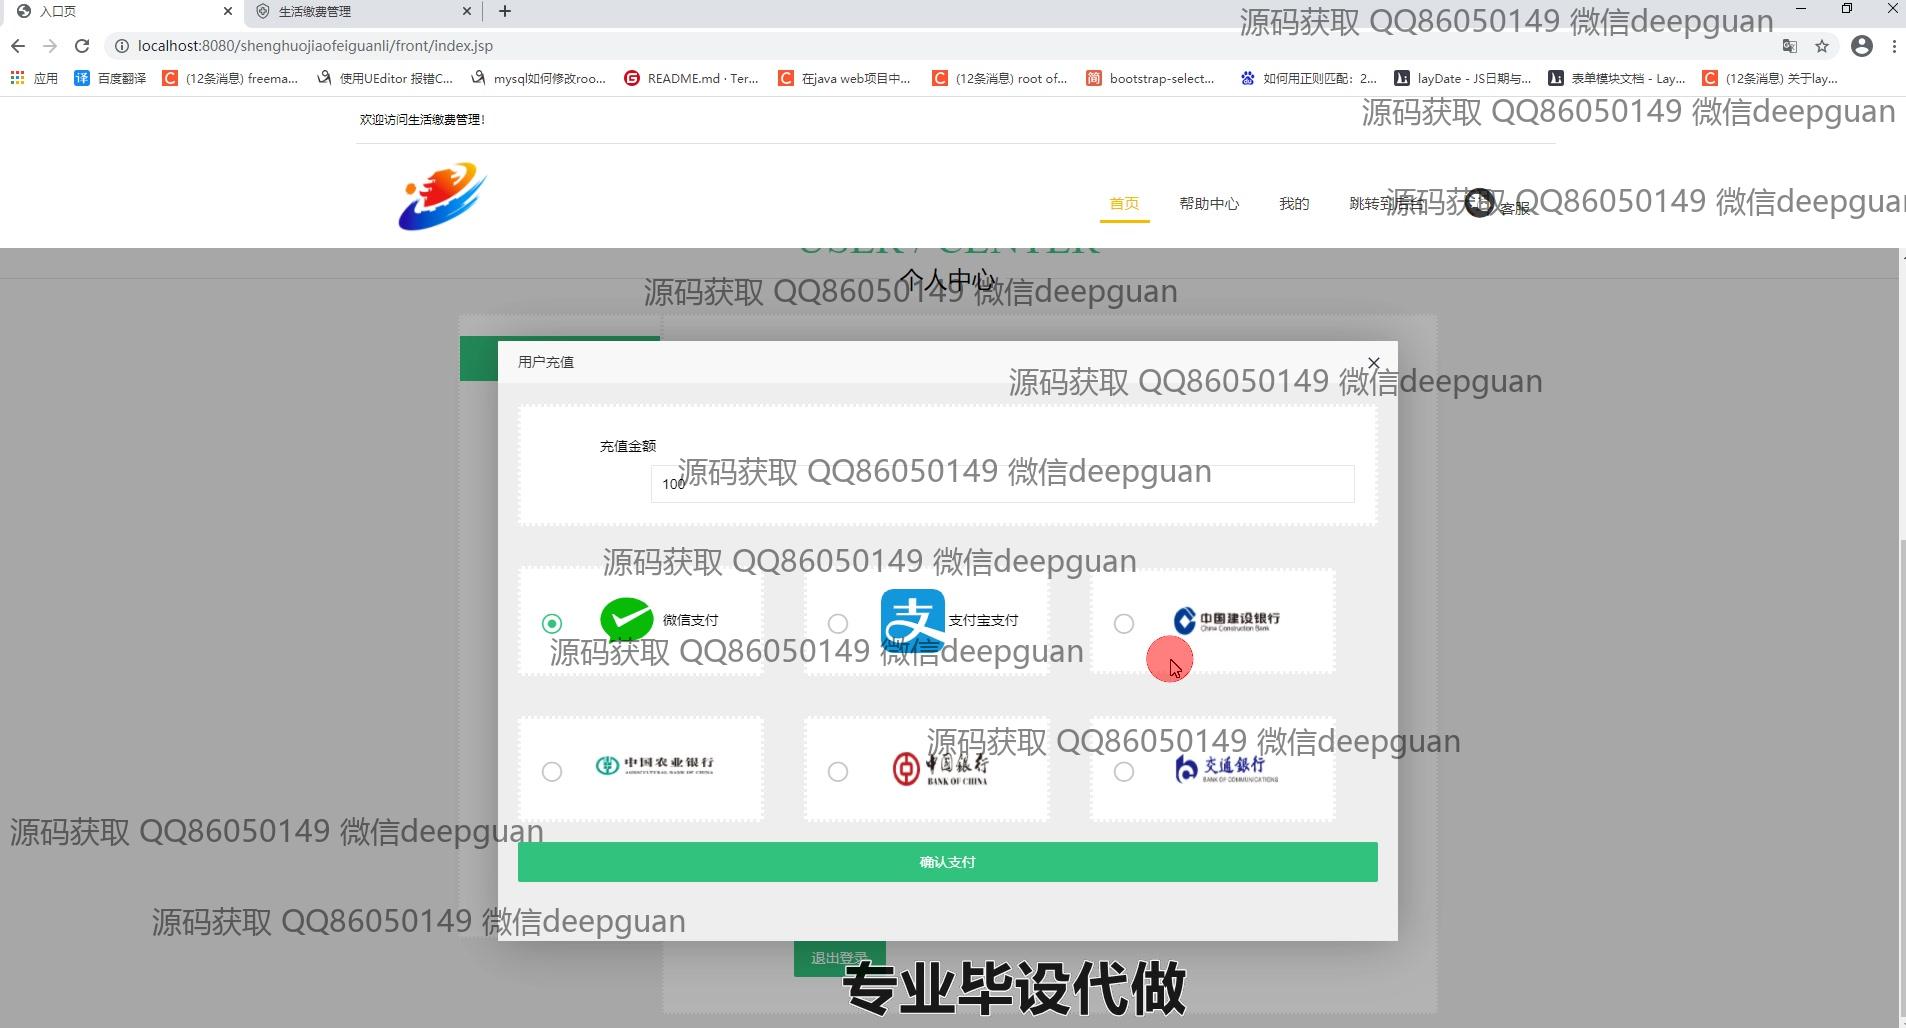 入口页
生活缴费管理
源码获取 QQ86050149 微信deepguan
localhost:8080/shenghuojiaofeiguanli/front/index.jsp
应用
百度翻译
(12条消息) freema...
使用UEditor 报错C...
mysql如何修改roo...
README.md · Ter...
在java web项目中...
(12条消息) root of...
bootstrap-select...
如何用正则匹配：2...
layDate - JS日期与...
表单模块文档 - Lay...
(12条消息) 关于lay...
源码获取 QQ86050149 微信deepguan
欢迎访问生活缴费管理！
首页
帮助中心
我的
跳转到后台
客服
源码获取 QQ86050149 微信deepguan
USER / CENTER
个人中心
源码获取 QQ86050149 微信deepguan
用户充值
源码获取 QQ86050149 微信deepguan
充值金额
100
源码获取 QQ86050149 微信deepguan
源码获取 QQ86050149 微信deepguan
微信支付
支
支付宝支付
中国建设银行
China Construction Bank
源码获取 QQ86050149 微信deepguan
源码获取 QQ86050149 微信deepguan
中国农业银行
AGRICULTURAL BANK OF CHINA
中国银行
BANK OF CHINA
交通銀行
BANK OF COMMUNICATIONS
源码获取 QQ86050149 微信deepguan
确认支付
源码获取 QQ86050149 微信deepguan
退出登录
专业毕设代做